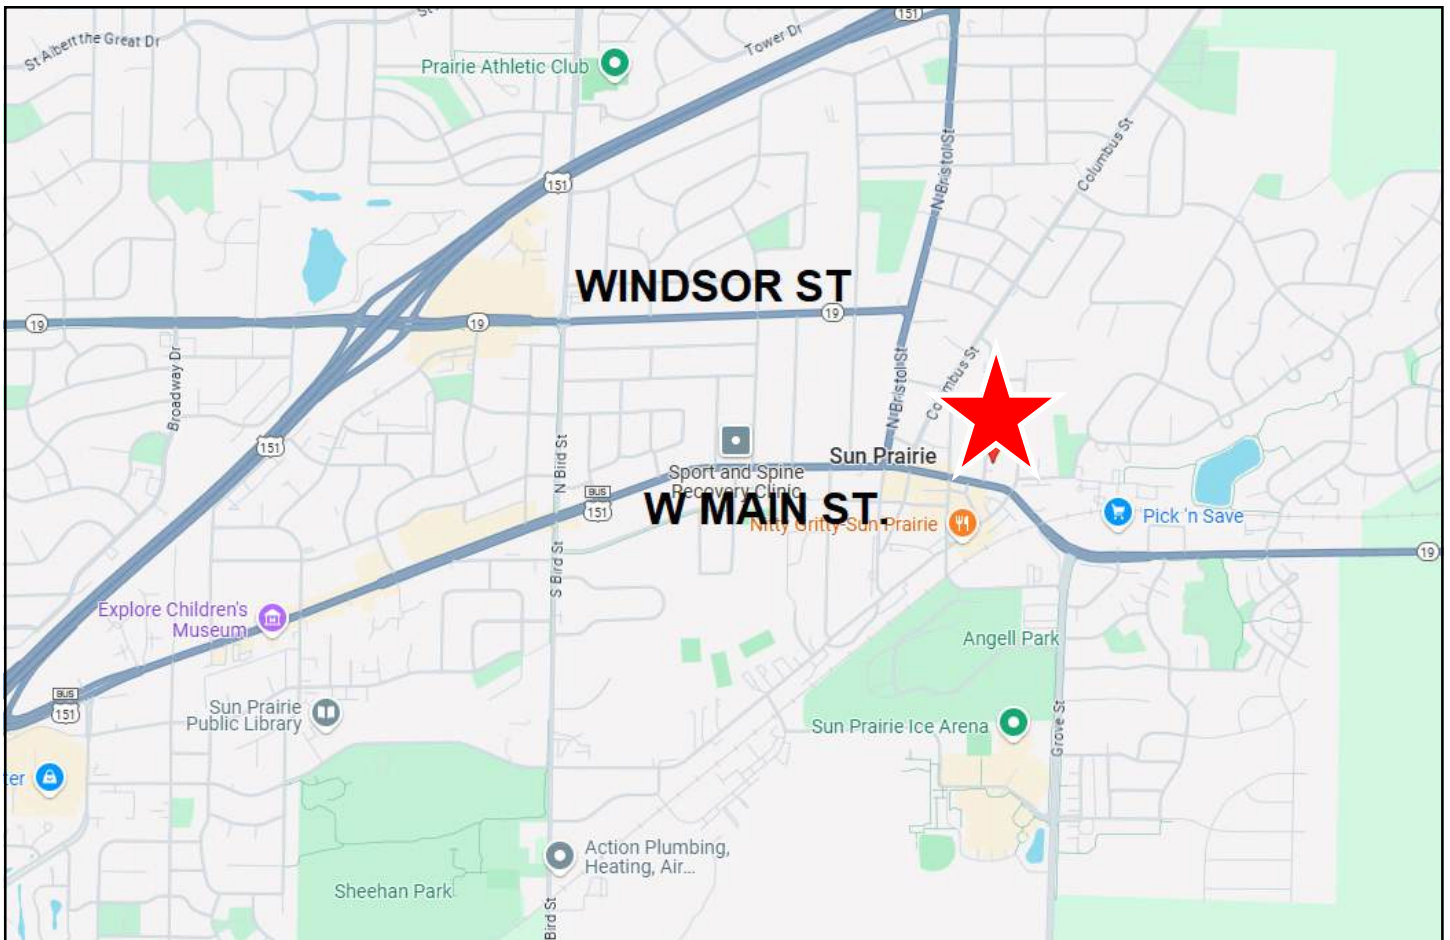 St
151
St Albert the Great Dr
Tower Dr
Prairie Athletic Club
151
N Bristol St
Columbus St
WINDSOR ST
19
19
19
Broadway Dr
N Bristol St
Columbus St
151
N Bird St
Sun Prairie
Sport and Spine
Recovery Clinic
BUS
151
W MAIN ST.
Nitty Gritty-Sun Prairie
Pick 'n Save
19
S Bird St
Explore Children's
Museum
Angell Park
BUS
151
Sun Prairie
Public Library
Sun Prairie Ice Arena
Grove St
er
Action Plumbing,
Heating, Air...
Sheehan Park
Bird St